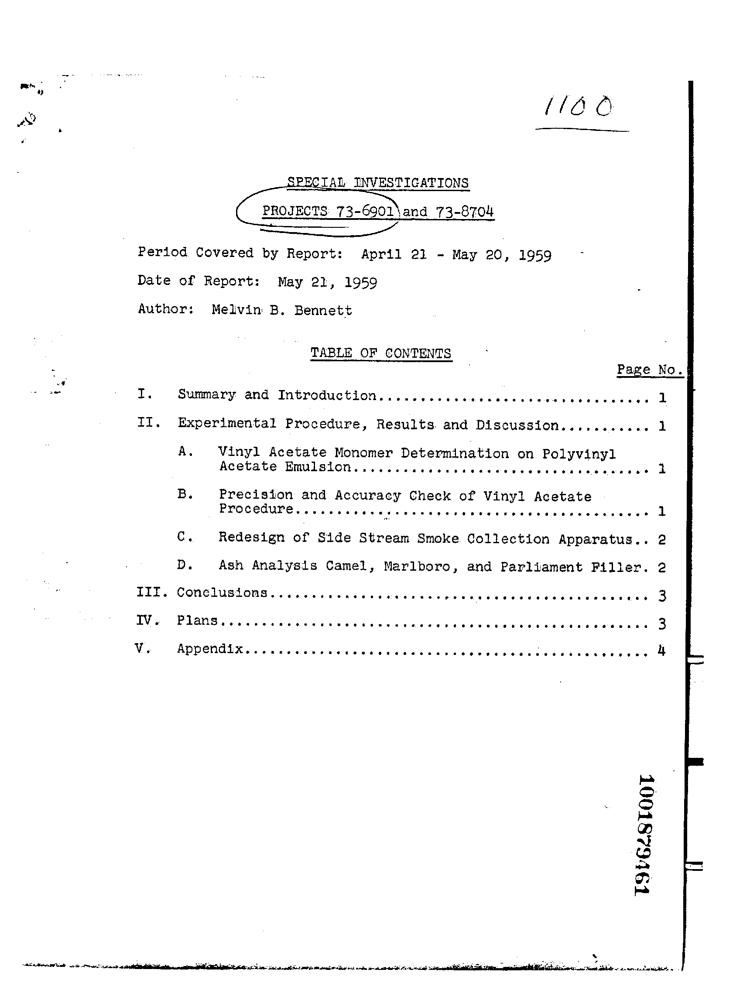 1100
SPECIAL INVESTIGATIONS
PROJECTS 73-6901 and 73-8704
Period Covered by Report: April 21 - May 20, 1959
Date of Report: May 21, 1959
Author: Melvin B. Bennett
TABLE OF CONTENTS
Page No.
I. Summary and Introduction................................ 1
II. Experimental Procedure, Results and Discussion........... 1
A. Vinyl Acetate Monomer Determination on Polyvinyl
Acetate Emulsion.................................... 1
B. Precision and Accuracy Check of Vinyl Acetate
Procedure........................................... 1
C. Redesign of Side Stream Smoke Collection Apparatus.. 2
D. Ash Analysis Camel, Marlboro, and Parliament Filler. 2
III. Conclusions.............................................. 3
IV. Plans.................................................... 3
V. Appendix................................................. 4
1001879461